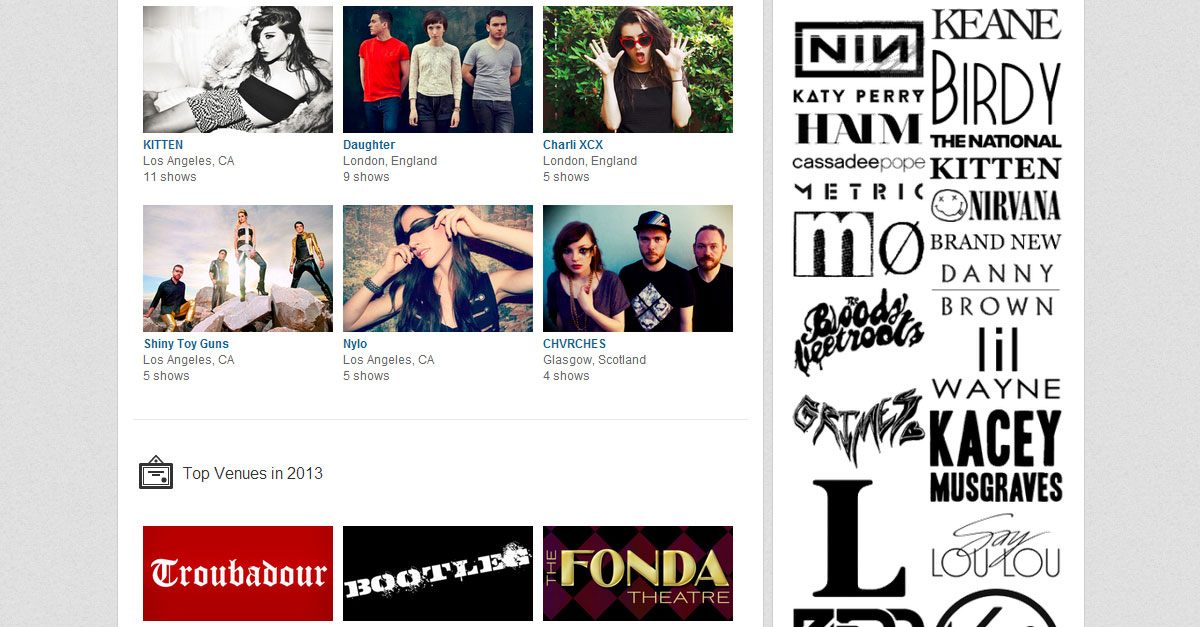 KITTEN
Los Angeles, CA
11 shows
Daughter
London, England
9 shows
Charli XCX
London, England
5 shows
Shiny Toy Guns
Los Angeles, CA
5 shows
Nylo
Los Angeles, CA
5 shows
CHVRCHES
Glasgow, Scotland
4 shows
Top Venues in 2013
Troubadour
BOOTLEG
THE FONDA
THEATRE
NIN
KATY PERRY
HAIM
cassadeepope
METRIC
mø
The
Bloody
Beetroots
GRIMES
L
KEANE
BIRDY
THE NATIONAL
KITTEN
NIRVANA
BRAND NEW
DANNY
BROWN
lil
WAYNE
KACEY
MUSGRAVES
Say
LOU LOU